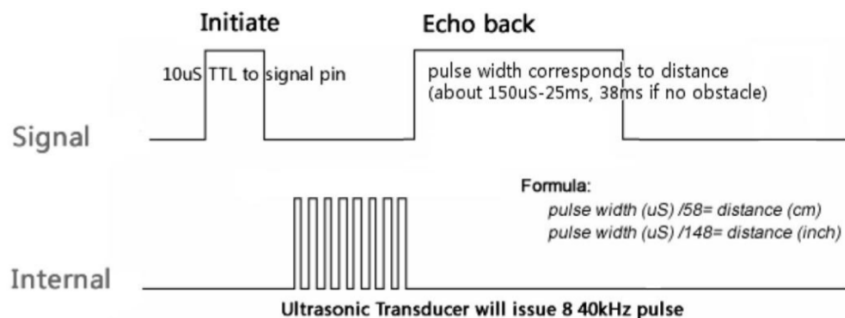 Initiate
Echo back
10uS TTL to signal pin
pulse width corresponds to distance
(about 150uS-25ms, 38ms if no obstacle)
Signal
Formula:
pulse width (uS) /58= distance (cm)
pulse width (uS) /148= distance (inch)
Internal
Ultrasonic Transducer will issue 8 40kHz pulse